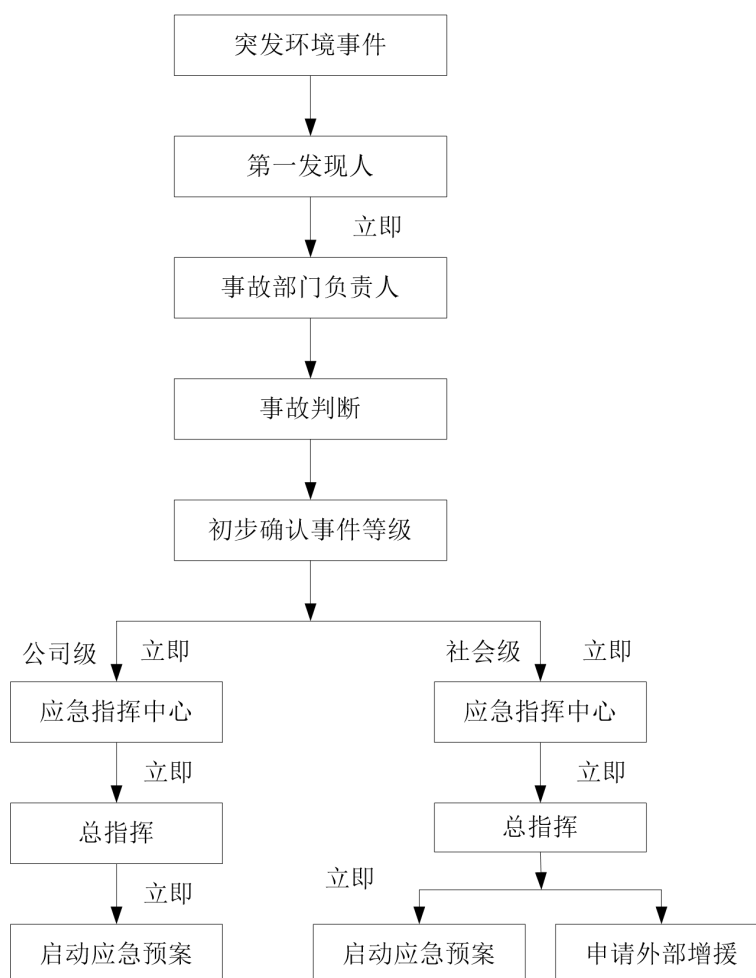 突发环境事件
第一发现人
立即
事故部门负责人
事故判断
初步确认事件等级
公司级 立即 社会级 立即
应急指挥中心 应急指挥中心
立即 立即
总指挥 总指挥
立即 立即
启动应急预案 启动应急预案 申请外部增援